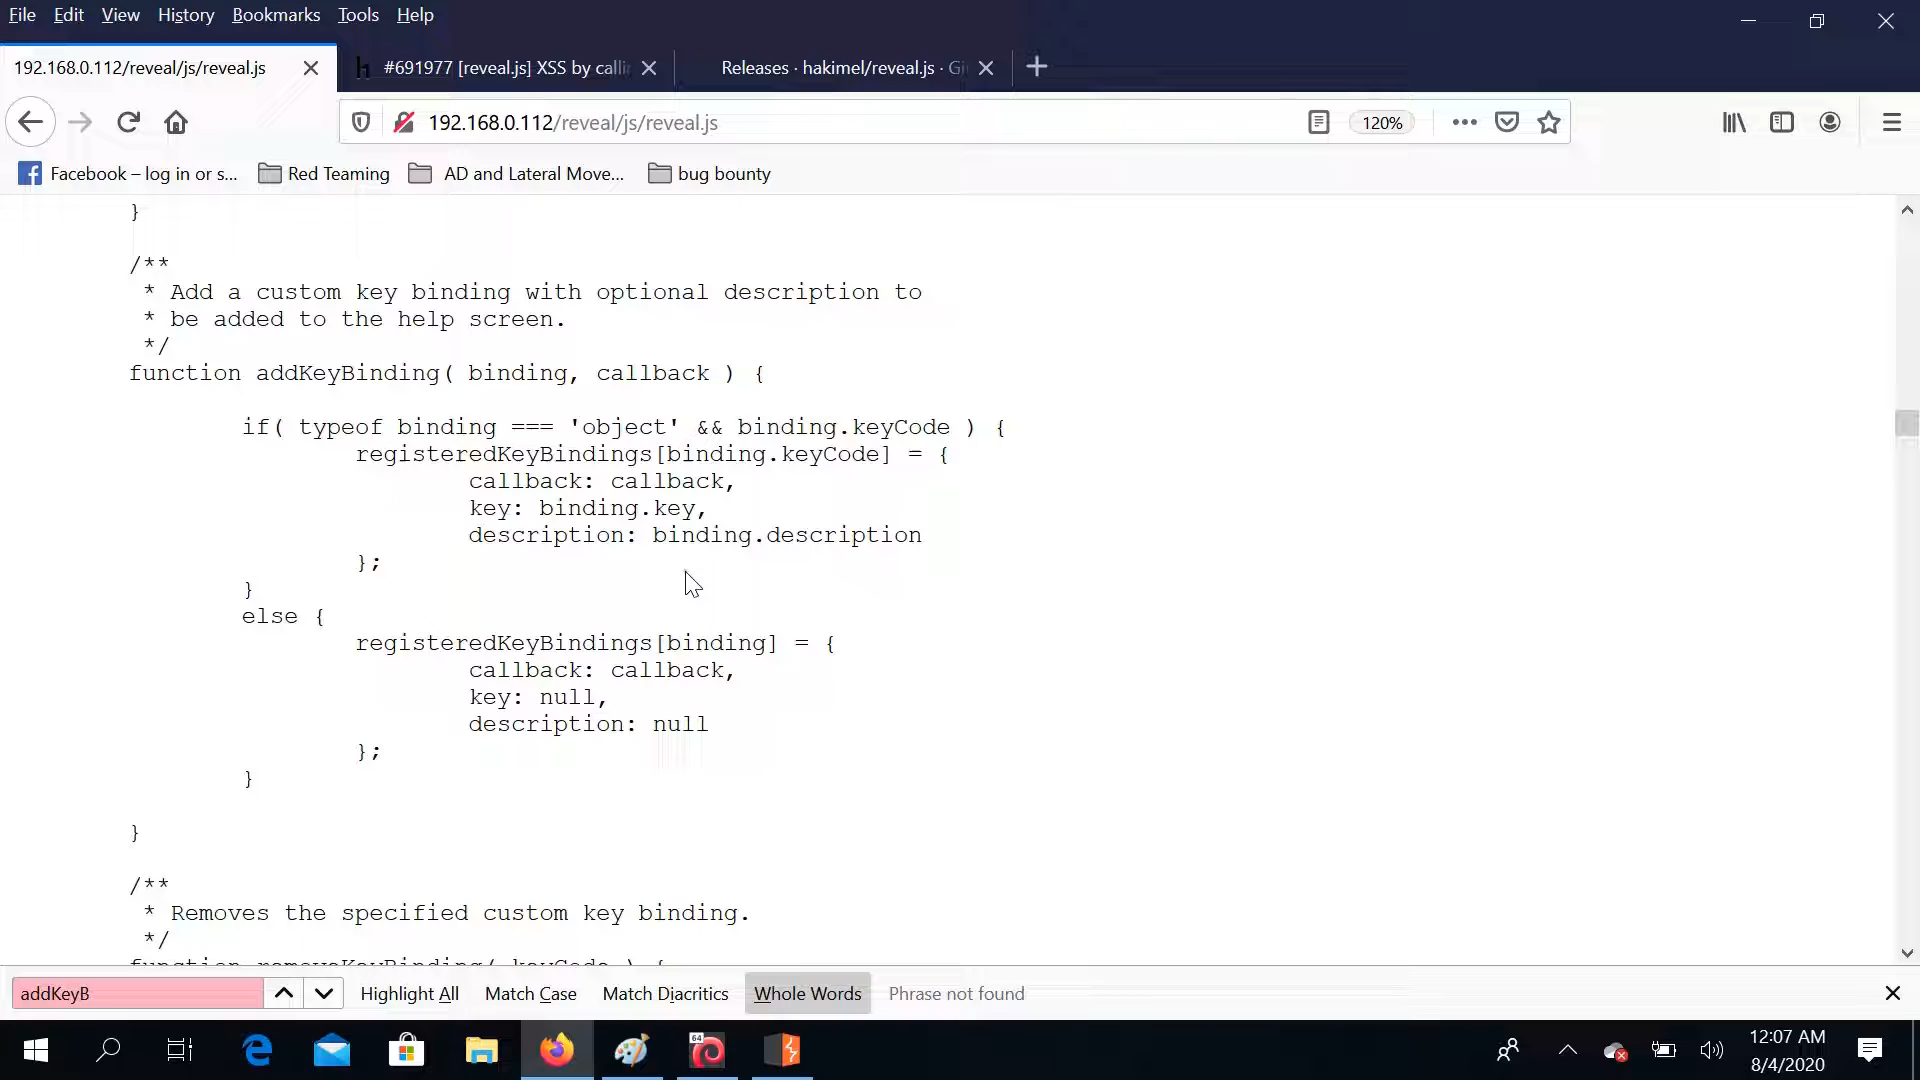 File Edit View History Bookmarks Tools Help
192.168.0.112/reveal/js/reveal.js
#691977 [reveal.js] XSS by calli
Releases · hakimel/reveal.js · Gi
192.168.0.112/reveal/js/reveal.js
120%
Facebook – log in or s...
Red Teaming
AD and Lateral Move...
bug bounty
}
/**
* Add a custom key binding with optional description to
* be added to the help screen.
*/
function addKeyBinding( binding, callback ) {
if( typeof binding === 'object' && binding.keyCode ) {
registeredKeyBindings[binding.keyCode] = {
callback: callback,
key: binding.key,
description: binding.description
};
}
else {
registeredKeyBindings[binding] = {
callback: callback,
key: null,
description: null
};
}
}
/**
* Removes the specified custom key binding.
*/
function removeKeyBinding( keyCode ) {
addKeyB
Highlight All
Match Case
Match Diacritics
Whole Words
Phrase not found
64
12:07 AM
8/4/2020